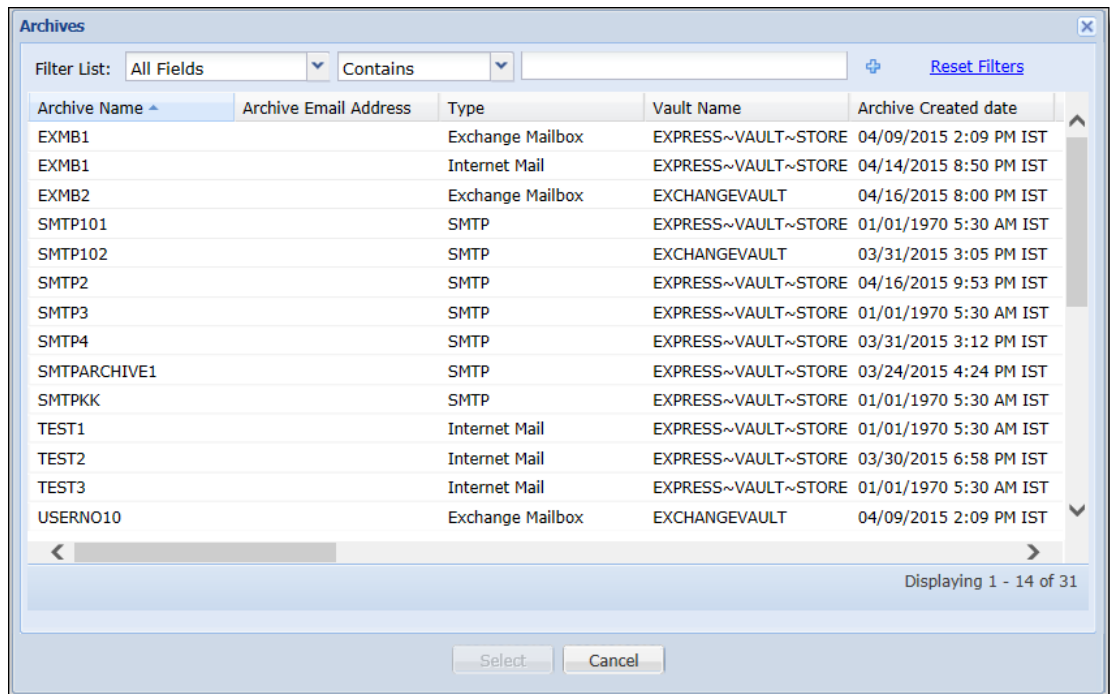 Archives
Filter List: All Fields Contains Reset Filters
Archive Name Archive Email Address Type Vault Name Archive Created date
EXMB1 Exchange Mailbox EXPRESS~VAULT~STORE 04/09/2015 2:09 PM IST
EXMB1 Internet Mail EXPRESS~VAULT~STORE 04/14/2015 8:50 PM IST
EXMB2 Exchange Mailbox EXCHANGEVAULT 04/16/2015 8:00 PM IST
SMTP101 SMTP EXPRESS~VAULT~STORE 01/01/1970 5:30 AM IST
SMTP102 SMTP EXCHANGEVAULT 03/31/2015 3:05 PM IST
SMTP2 SMTP EXPRESS~VAULT~STORE 04/16/2015 9:53 PM IST
SMTP3 SMTP EXPRESS~VAULT~STORE 01/01/1970 5:30 AM IST
SMTP4 SMTP EXPRESS~VAULT~STORE 03/31/2015 3:12 PM IST
SMTPARCHIVE1 SMTP EXPRESS~VAULT~STORE 03/24/2015 4:24 PM IST
SMTPKK SMTP EXPRESS~VAULT~STORE 01/01/1970 5:30 AM IST
TEST1 Internet Mail EXPRESS~VAULT~STORE 01/01/1970 5:30 AM IST
TEST2 Internet Mail EXPRESS~VAULT~STORE 03/30/2015 6:58 PM IST
TEST3 Internet Mail EXPRESS~VAULT~STORE 01/01/1970 5:30 AM IST
USERNO10 Exchange Mailbox EXCHANGEVAULT 04/09/2015 2:09 PM IST
Displaying 1 - 14 of 31
Select Cancel